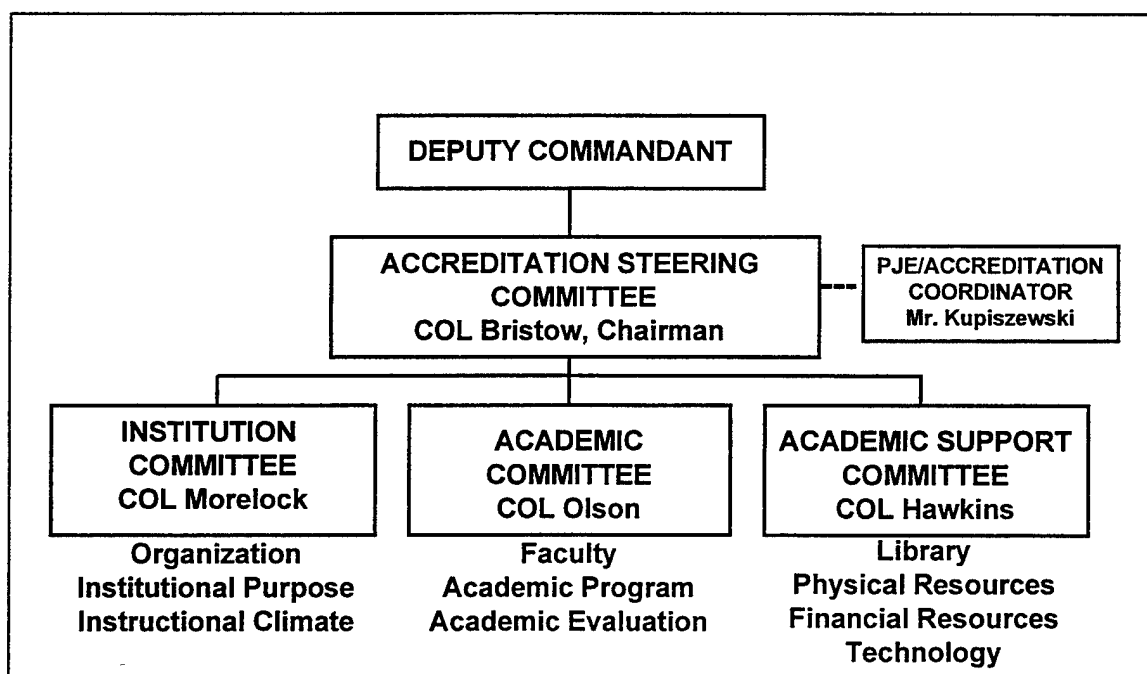 DEPUTY COMMANDANT
ACCREDITATION STEERING
COMMITTEE
COL Bristow, Chairman
PJE/ACCREDITATION
COORDINATOR
Mr. Kupiszewski
INSTITUTION
COMMITTEE
COL Morelock
Organization
Institutional Purpose
Instructional Climate
ACADEMIC
COMMITTEE
COL Olson
Faculty
Academic Program
Academic Evaluation
ACADEMIC SUPPORT
COMMITTEE
COL Hawkins
Library
Physical Resources
Financial Resources
Technology